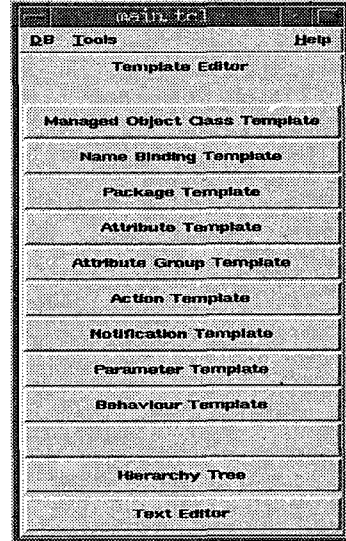 main.tcl
DB Tools Help
Template Editor
Managed Object Class Template
Name Binding Template
Package Template
Attribute Template
Attribute Group Template
Action Template
Notification Template
Parameter Template
Behaviour Template
Hierarchy Tree
Text Editor